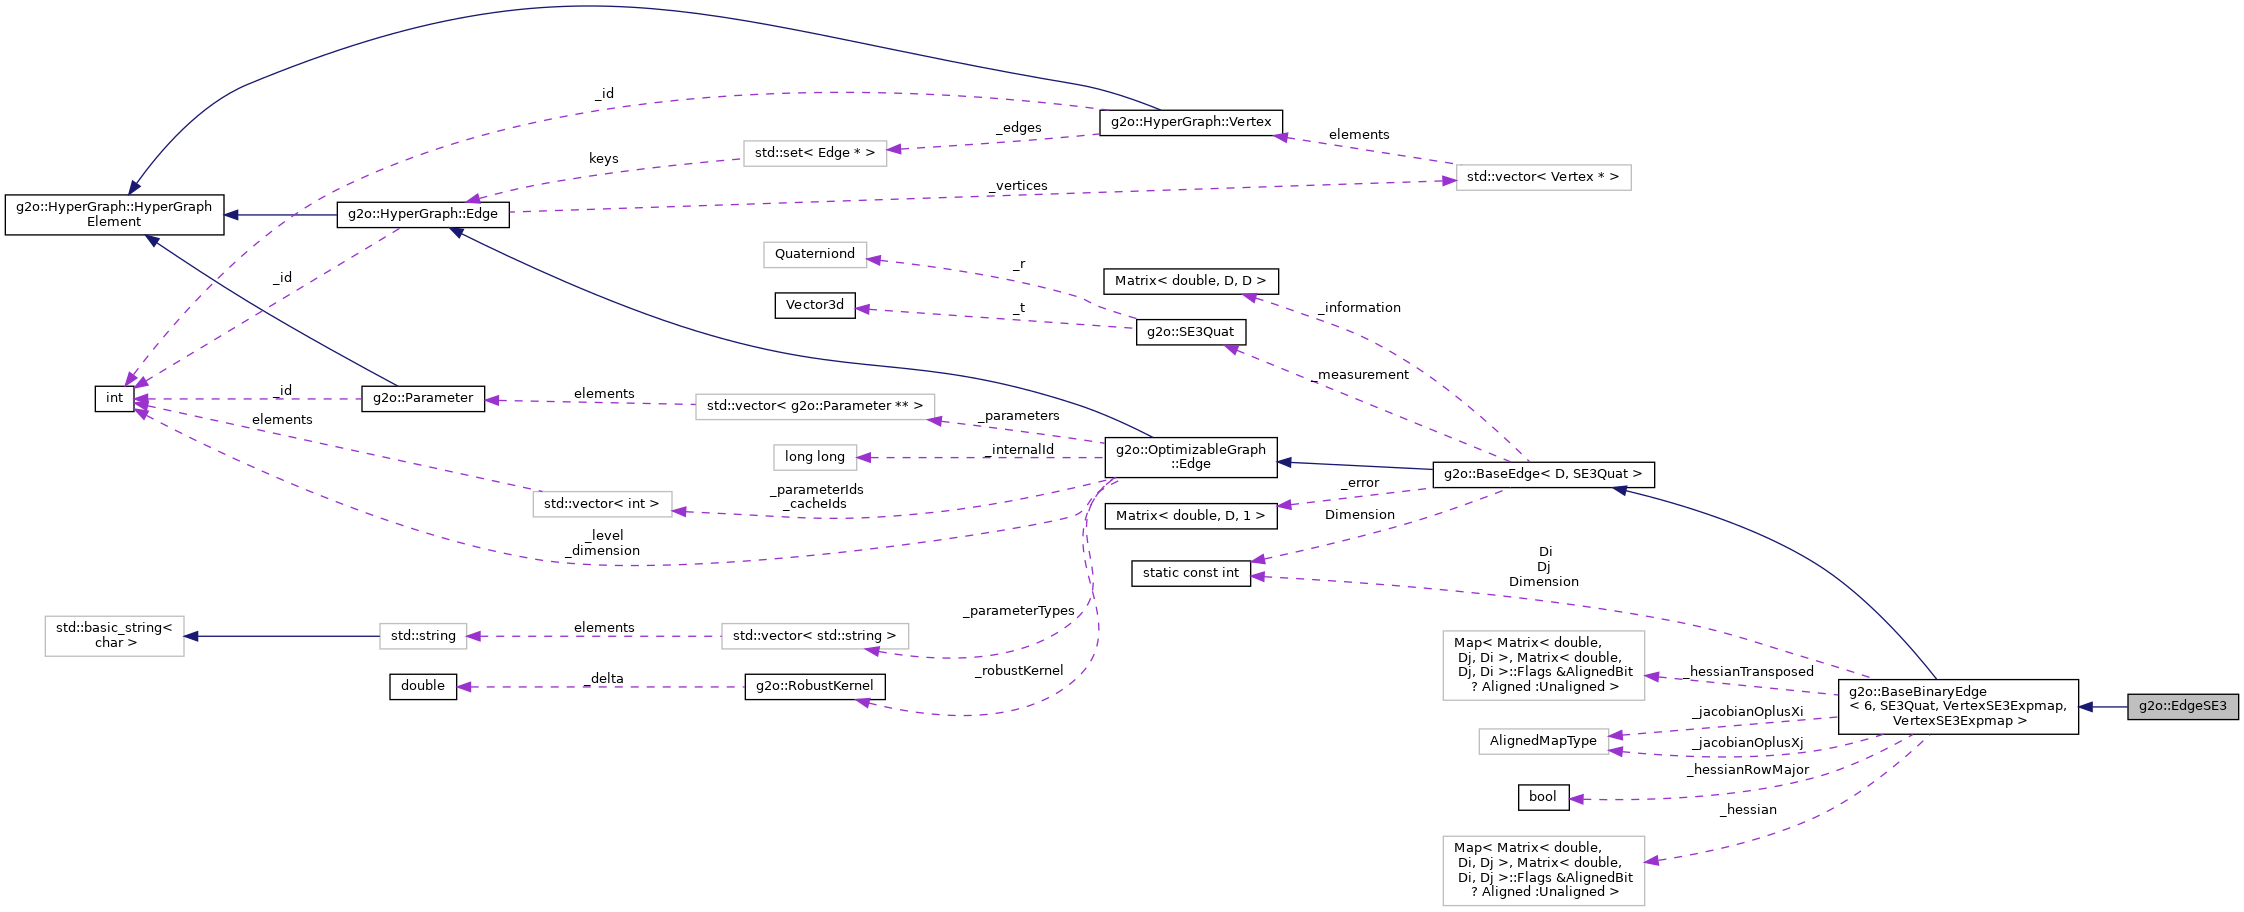 _id
g2o::HyperGraph::Vertex
_edges
elements
std::set< Edge * >
keys
std::vector< Vertex * >
_vertices
g2o::HyperGraph::HyperGraph
Element
g2o::HyperGraph::Edge
Quaterniond
_r
Matrix< double, D, D >
_id
Vector3d
_t
_information
g2o::SE3Quat
_measurement
int
_id
g2o::Parameter
elements
std::vector< g2o::Parameter ** >
_parameters
elements
long long
_internalId
g2o::OptimizableGraph
::Edge
g2o::BaseEdge< D, SE3Quat >
_error
std::vector< int >
_parameterIds
_cacheIds
Matrix< double, D, 1 >
Dimension
_level
_dimension
static const int
Di
Dj
Dimension
_parameterTypes
std::basic_string<
char >
std::string
elements
std::vector< std::string >
_robustKernel
double
_delta
g2o::RobustKernel
Map< Matrix< double,
Dj, Di >, Matrix< double,
Dj, Di >::Flags &AlignedBit
? Aligned :Unaligned >
_hessianTransposed
g2o::BaseBinaryEdge
< 6, SE3Quat, VertexSE3Expmap,
VertexSE3Expmap >
g2o::EdgeSE3
_jacobianOplusXi
AlignedMapType
_jacobianOplusXj
_hessianRowMajor
bool
_hessian
Map< Matrix< double,
Di, Dj >, Matrix< double,
Di, Dj >::Flags &AlignedBit
? Aligned :Unaligned >